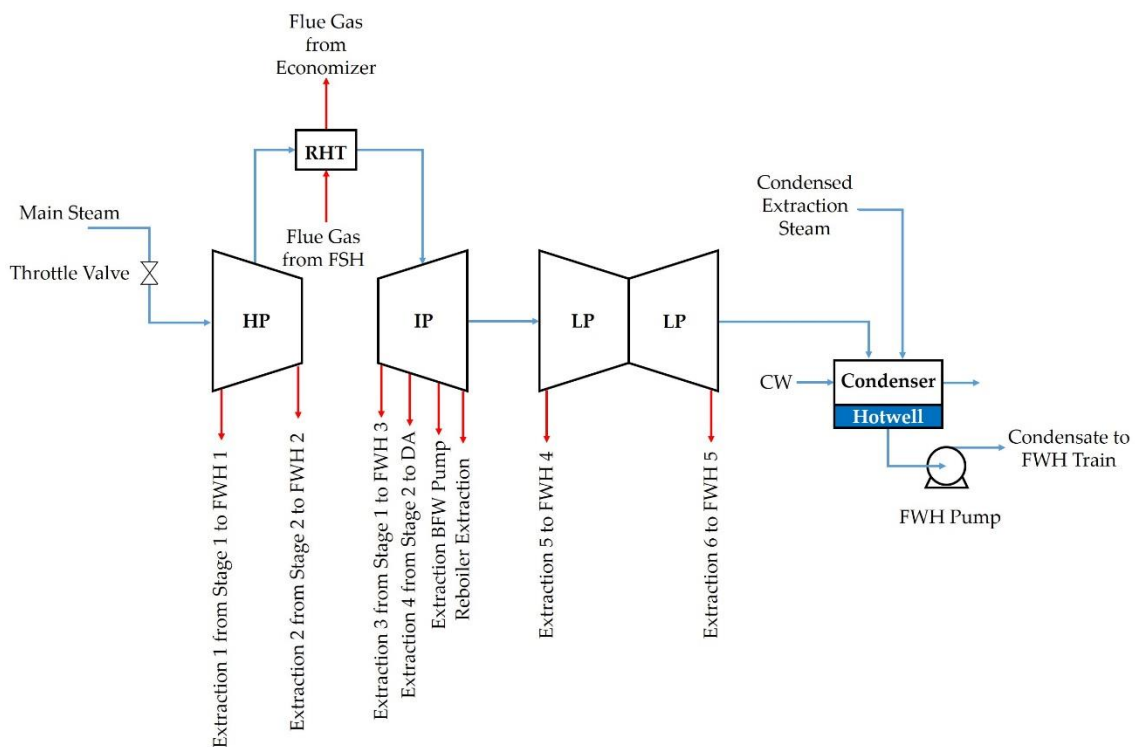 Flue Gas
from
Economizer
RHT
Flue Gas
from FSH
Main Steam
Throttle Valve
HP
IP
LP
LP
Condensed
Extraction
Steam
CW
Condenser
Hotwell
Condensate to
FWH Train
FWH Pump
Extraction 1 from Stage 1 to FWH 1
Extraction 2 from Stage 2 to FWH 2
Extraction 3 from Stage 1 to FWH 3
Extraction 4 from Stage 2 to DA
Extraction BFW Pump
Reboiler Extraction
Extraction 5 to FWH 4
Extraction 6 to FWH 5